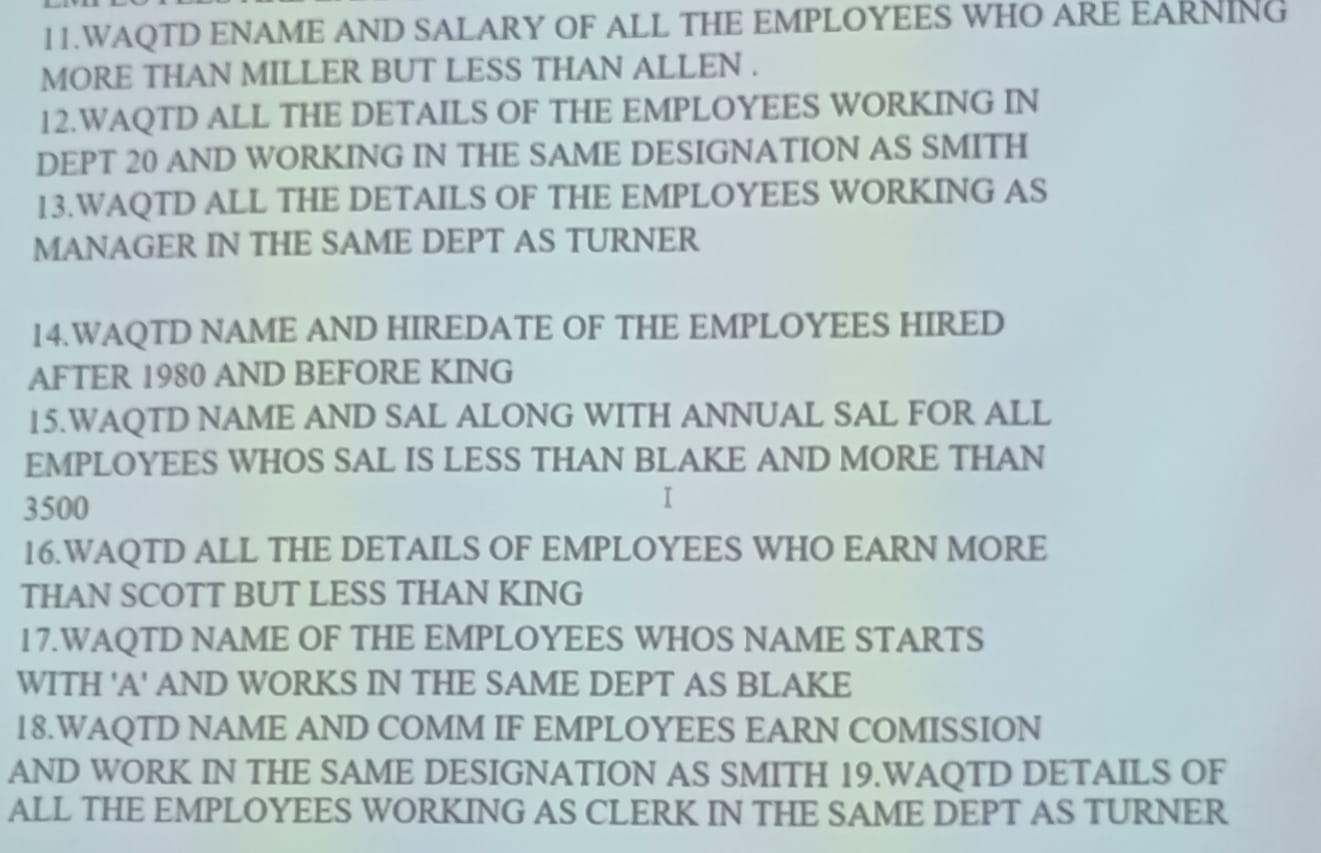 11.WAQTD ENAME AND SALARY OF ALL THE EMPLOYEES WHO ARE EARNING
MORE THAN MILLER BUT LESS THAN ALLEN .
12.WAQTD ALL THE DETAILS OF THE EMPLOYEES WORKING IN
DEPT 20 AND WORKING IN THE SAME DESIGNATION AS SMITH
13.WAQTD ALL THE DETAILS OF THE EMPLOYEES WORKING AS
MANAGER IN THE SAME DEPT AS TURNER
14.WAQTD NAME AND HIREDATE OF THE EMPLOYEES HIRED
AFTER 1980 AND BEFORE KING
15.WAQTD NAME AND SAL ALONG WITH ANNUAL SAL FOR ALL
EMPLOYEES WHOS SAL IS LESS THAN BLAKE AND MORE THAN
3500
16.WAQTD ALL THE DETAILS OF EMPLOYEES WHO EARN MORE
THAN SCOTT BUT LESS THAN KING
17.WAQTD NAME OF THE EMPLOYEES WHOS NAME STARTS
WITH 'A' AND WORKS IN THE SAME DEPT AS BLAKE
18.WAQTD NAME AND COMM IF EMPLOYEES EARN COMISSION
AND WORK IN THE SAME DESIGNATION AS SMITH 19.WAQTD DETAILS OF
ALL THE EMPLOYEES WORKING AS CLERK IN THE SAME DEPT AS TURNER